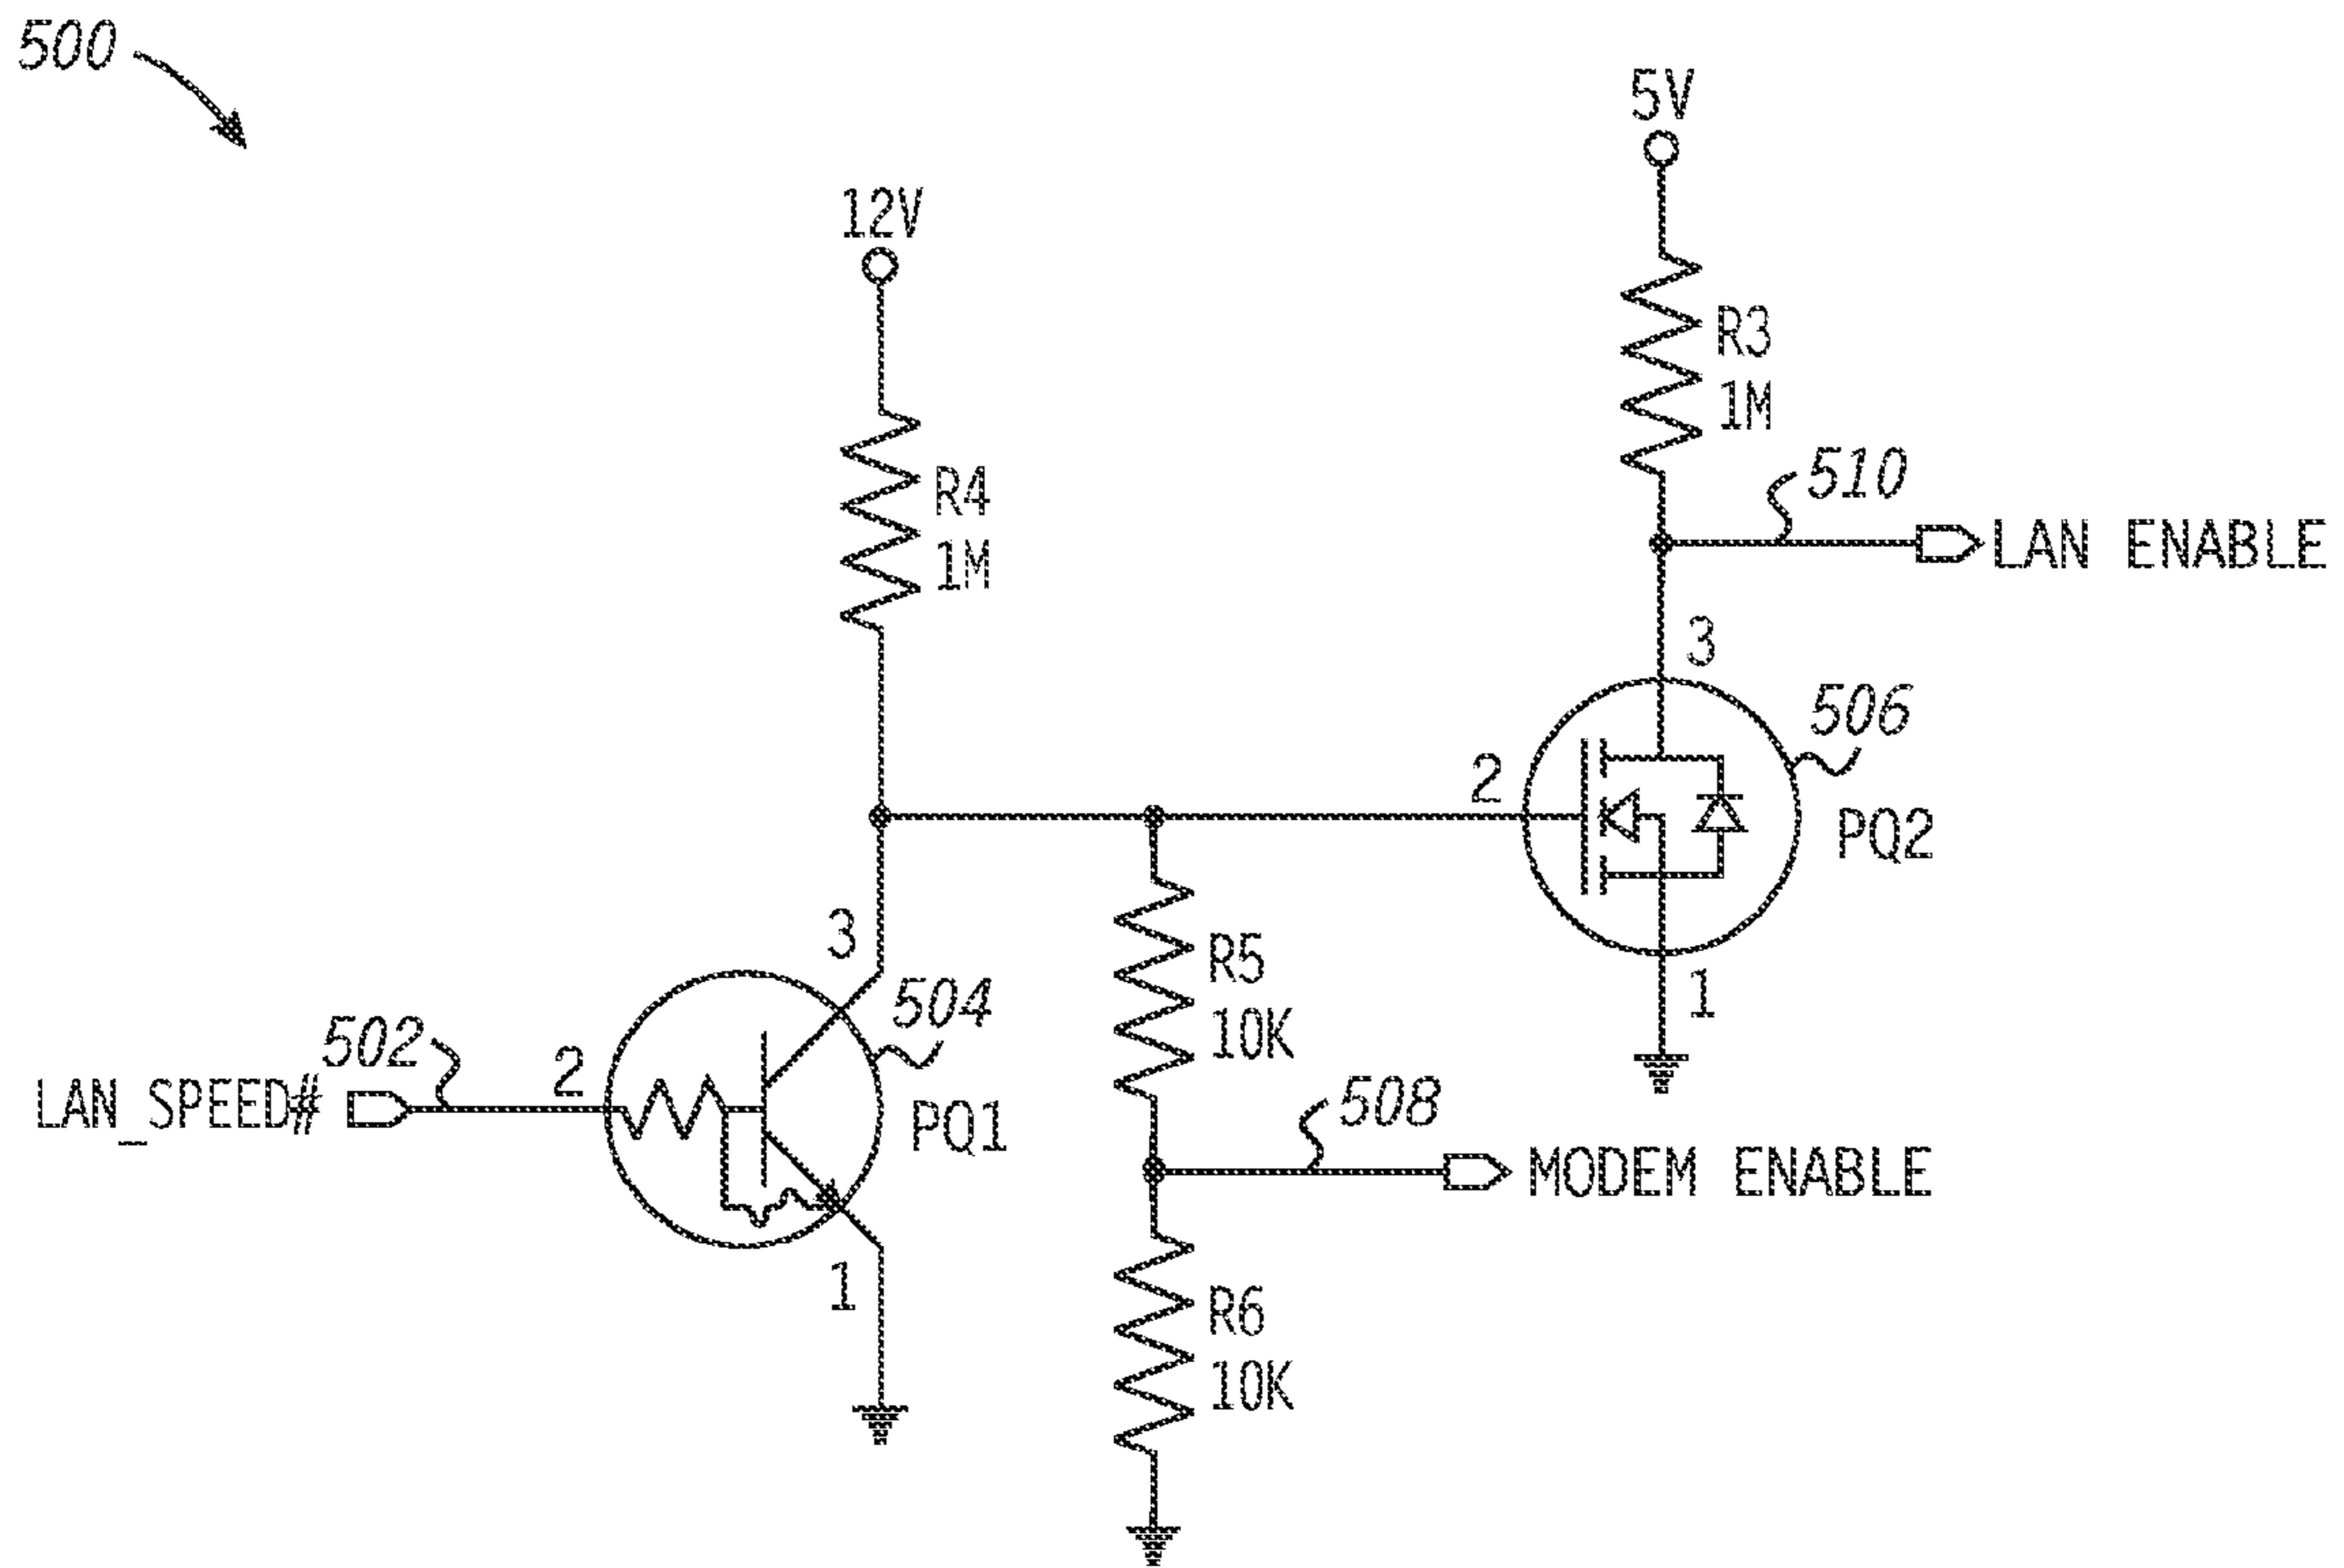 500
5V
12V
R3
1M
510
LAN ENABLE
R4
1M
3
506
2
PQ2
3
504
R5
10K
1
502
2
LAN_SPEED#
PQ1
508
MODEM ENABLE
1
R6
10K